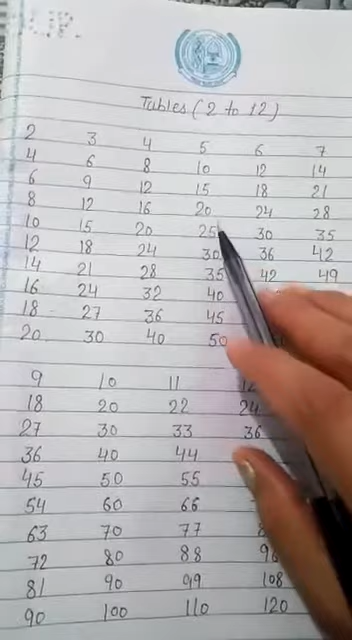 Tables (2 to 12)
2 3 4 5 6 7
4 6 8 10 12 14
6 9 12 15 18 21
8 12 16 20 24 28
10 15 20 25 30 35
12 18 24 30 36 42
14 21 28 35 42 49
16 24 32 40
18 27 36 45
20 30 40 50
9 10 11 12
18 20 22 24
27 30 33 36
36 40 44
45 50 55
54 60 66
63 70 77
72 80 88 96
81 90 99 108
90 100 110 120